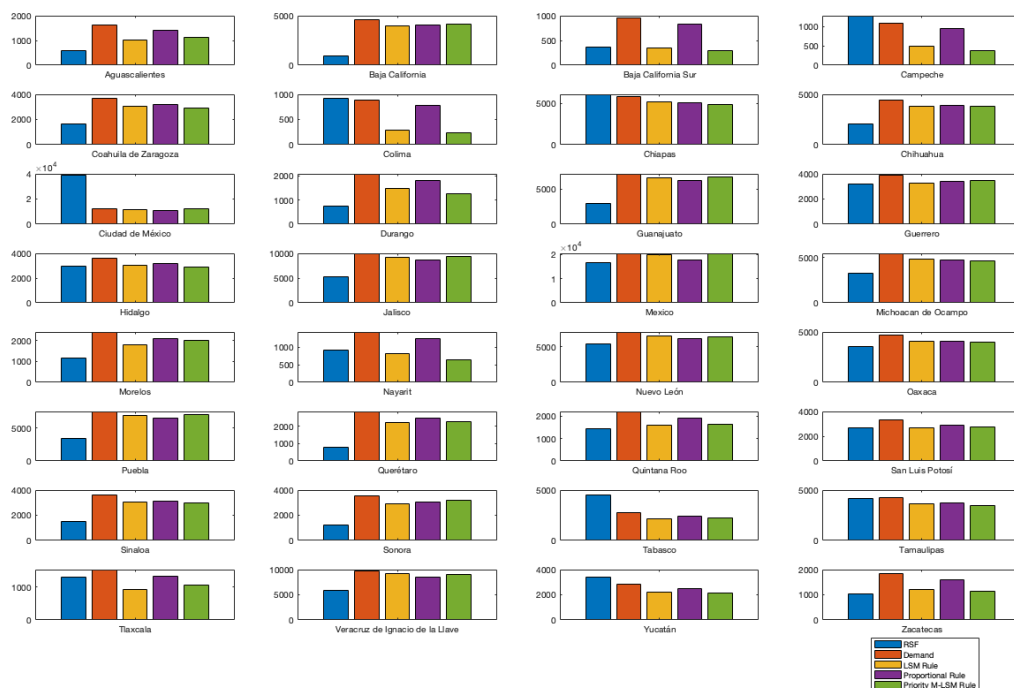 2000
1000
0
Aguascalientes
5000
0
Baja California
1000
500
0
Baja California Sur
1000
500
0
Campeche
4000
2000
0
Coahuila de Zaragoza
1000
500
0
Colima
5000
0
Chiapas
5000
0
Chihuahua
× 10^4
4
2
0
Ciudad de México
2000
1000
0
Durango
5000
0
Guanajuato
4000
2000
0
Guerrero
4000
2000
0
Hidalgo
10000
5000
0
Jalisco
× 10^4
2
1
0
Mexico
5000
0
Michoacan de Ocampo
2000
1000
0
Morelos
1000
500
0
Nayarit
5000
0
Nuevo León
5000
0
Oaxaca
5000
0
Puebla
2000
1000
0
Querétaro
2000
1000
0
Quintana Roo
4000
2000
0
San Luis Potosí
4000
2000
0
Sinaloa
4000
2000
0
Sonora
5000
0
Tabasco
5000
0
Tamaulipas
1000
0
Tlaxcala
10000
5000
0
Veracruz de Ignacio de la Llave
4000
2000
0
Yucatán
2000
1000
0
Zacatecas
RSF
Demand
LSM Rule
Proportional Rule
Priority M-LSM Rule